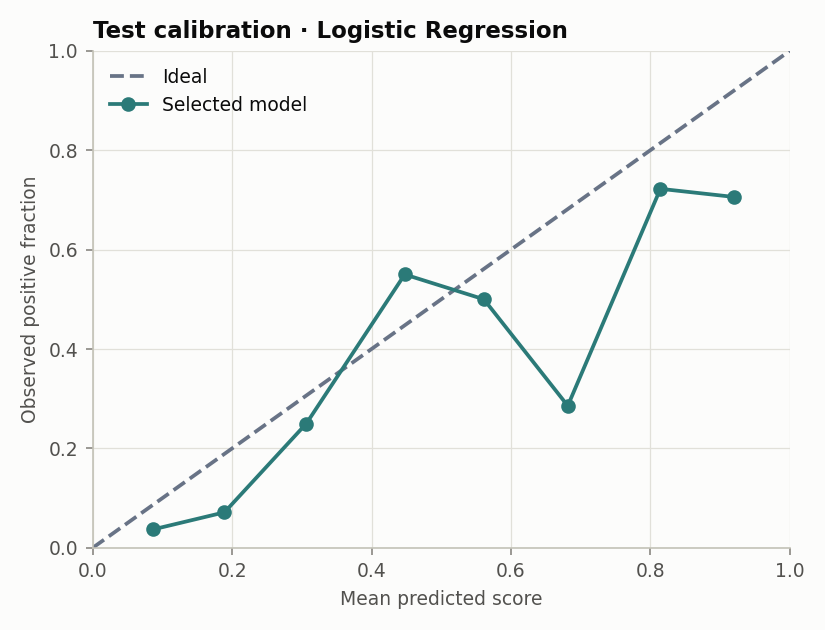 Test calibration · Logistic Regression
Ideal
Selected model
Observed positive fraction
1.0
0.8
0.6
0.4
0.2
0.0
0.0 0.2 0.4 0.6 0.8 1.0
Mean predicted score